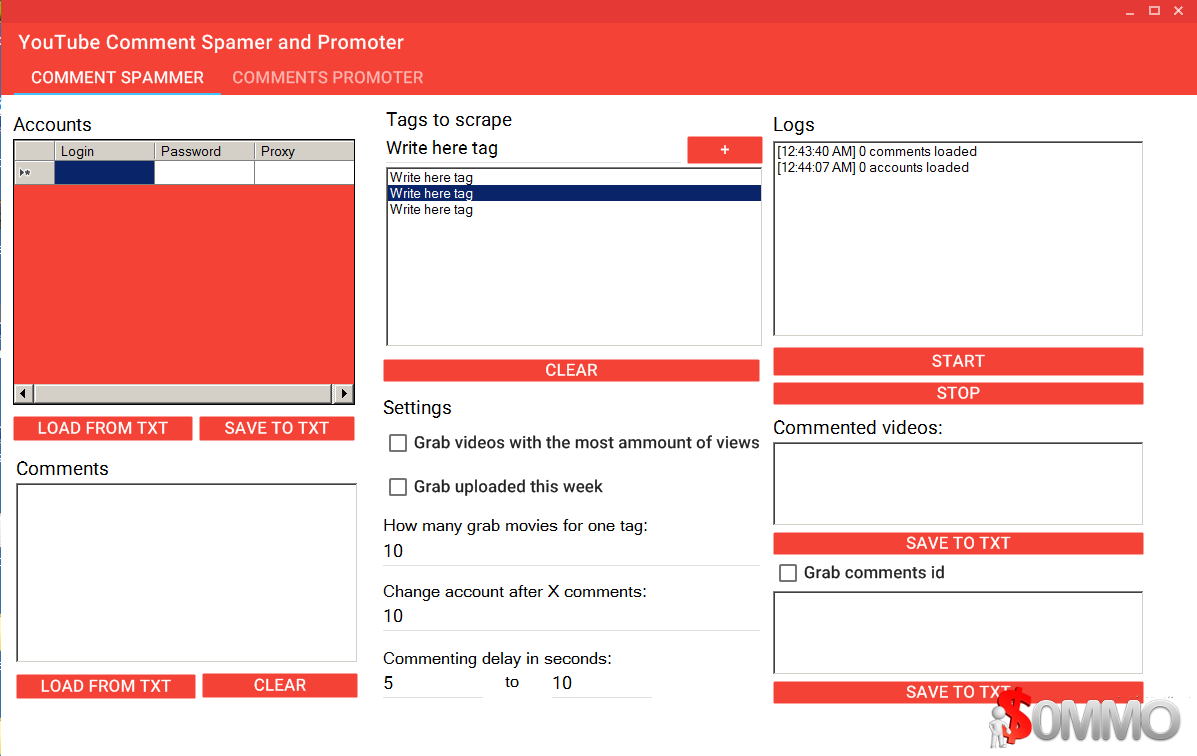 YouTube Comment Spamer and Promoter
COMMENT SPAMMER
COMMENTS PROMOTER
Accounts
Login
Password
Proxy
LOAD FROM TXT
SAVE TO TXT
Comments
LOAD FROM TXT
CLEAR
Tags to scrape
Write here tag
+
Write here tag
Write here tag
Write here tag
CLEAR
Settings
Grab videos with the most ammount of views
Grab uploaded this week
How many grab movies for one tag:
10
Change account after X comments:
10
Commenting delay in seconds:
5 to 10
Logs
[12:43:40 AM] 0 comments loaded
[12:44:07 AM] 0 accounts loaded
START
STOP
Commented videos:
SAVE TO TXT
Grab comments id
SAVE TO TXT
$OMMO